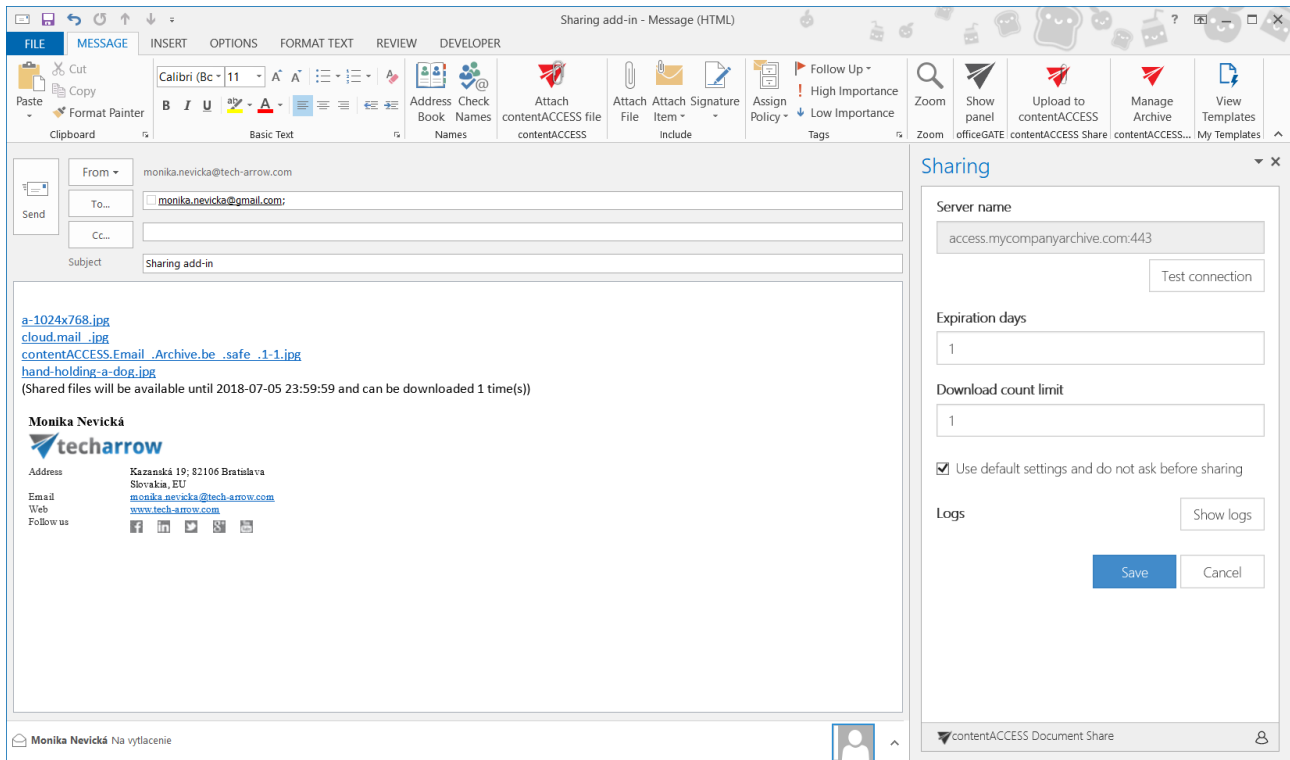 Sharing add-in - Message (HTML)
?
FILE MESSAGE INSERT OPTIONS FORMAT TEXT REVIEW DEVELOPER
Paste
Cut
Copy
Format Painter
Clipboard
Calibri (Bc 11
B I U
Basic Text
Address Book
Check Names
Names
Attach contentACCESS file
contentACCESS
Attach File
Attach Item
Signature
Include
Assign Policy
Follow Up
High Importance
Low Importance
Tags
Zoom
Zoom
Show panel
officeGATE
Upload to contentACCESS
contentACCESS Share
Manage Archive
contentACCESS...
View Templates
My Templates
Send
From
monika.nevicka@tech-arrow.com
To...
monika.nevicka@gmail.com;
Cc...
Subject
Sharing add-in
a-1024x768.jpg
cloud.mail_.jpg
contentACCESS.Email_.Archive.be_.safe_.1-1.jpg
hand-holding-a-dog.jpg
(Shared files will be available until 2018-07-05 23:59:59 and can be downloaded 1 time(s))
Monika Nevická
techarrow
Address Kazanská 19; 82106 Bratislava
Slovakia, EU
Email monika.nevicka@tech-arrow.com
Web www.tech-arrow.com
Follow us
Monika Nevická Na vytlacenie
Sharing
Server name
access.mycompanyarchive.com:443
Test connection
Expiration days
1
Download count limit
1
Use default settings and do not ask before sharing
Logs
Show logs
Save
Cancel
contentACCESS Document Share